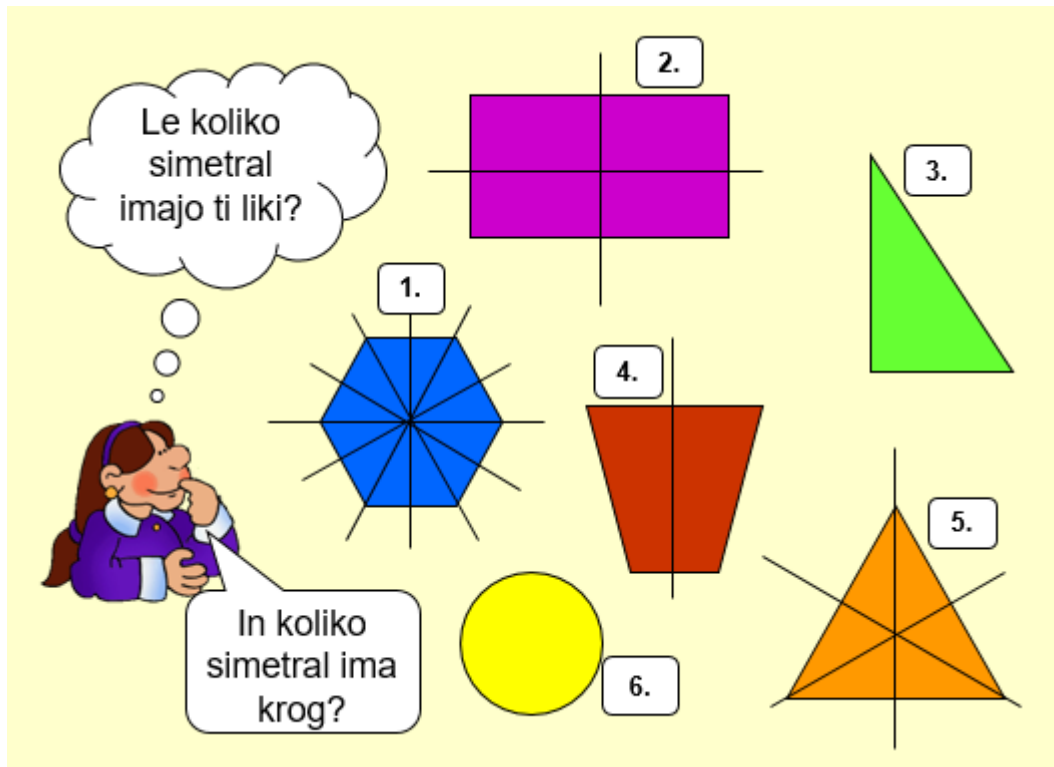 Le koliko
simetral
imajo ti liki?
2.
3.
1.
4.
5.
In koliko
simetral ima
krog?
6.